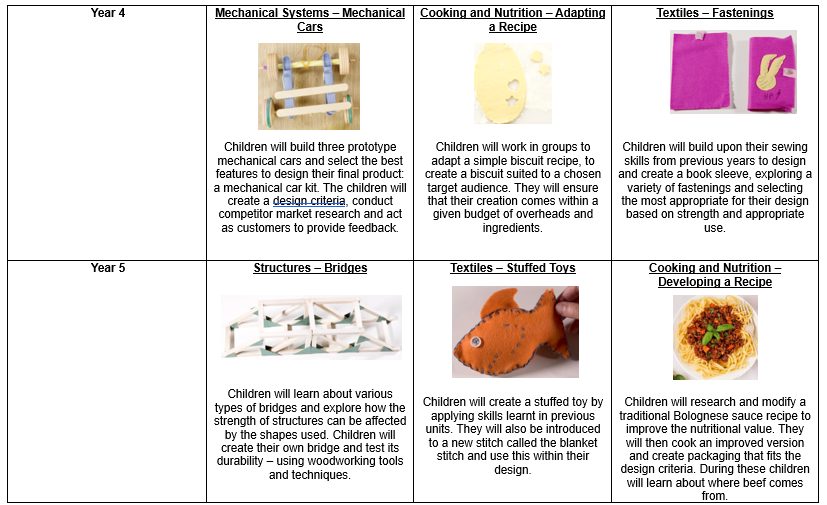 Year 4
Mechanical Systems – Mechanical
Cars
Children will build three prototype
mechanical cars and select the best
features to design their final product:
a mechanical car kit. The children will
create a design criteria, conduct
competitor market research and act
as customers to provide feedback.
Cooking and Nutrition – Adapting
a Recipe
Children will work in groups to
adapt a simple biscuit recipe, to
create a biscuit suited to a chosen
target audience. They will ensure
that their creation comes within a
given budget of overheads and
ingredients.
Textiles – Fastenings
Children will build upon their sewing
skills from previous years to design
and create a book sleeve, exploring a
variety of fastenings and selecting
the most appropriate for their design
based on strength and appropriate
use.
Year 5
Structures – Bridges
Children will learn about various
types of bridges and explore how the
strength of structures can be affected
by the shapes used. Children will
create their own bridge and test its
durability – using woodworking tools
and techniques.
Textiles – Stuffed Toys
Children will create a stuffed toy by
applying skills learnt in previous
units. They will also be introduced
to a new stitch called the blanket
stitch and use this within their
design.
Cooking and Nutrition –
Developing a Recipe
Children will research and modify a
traditional Bolognese sauce recipe to
improve the nutritional value. They
will then cook an improved version
and create packaging that fits the
design criteria. During these children
will learn about where beef comes
from.